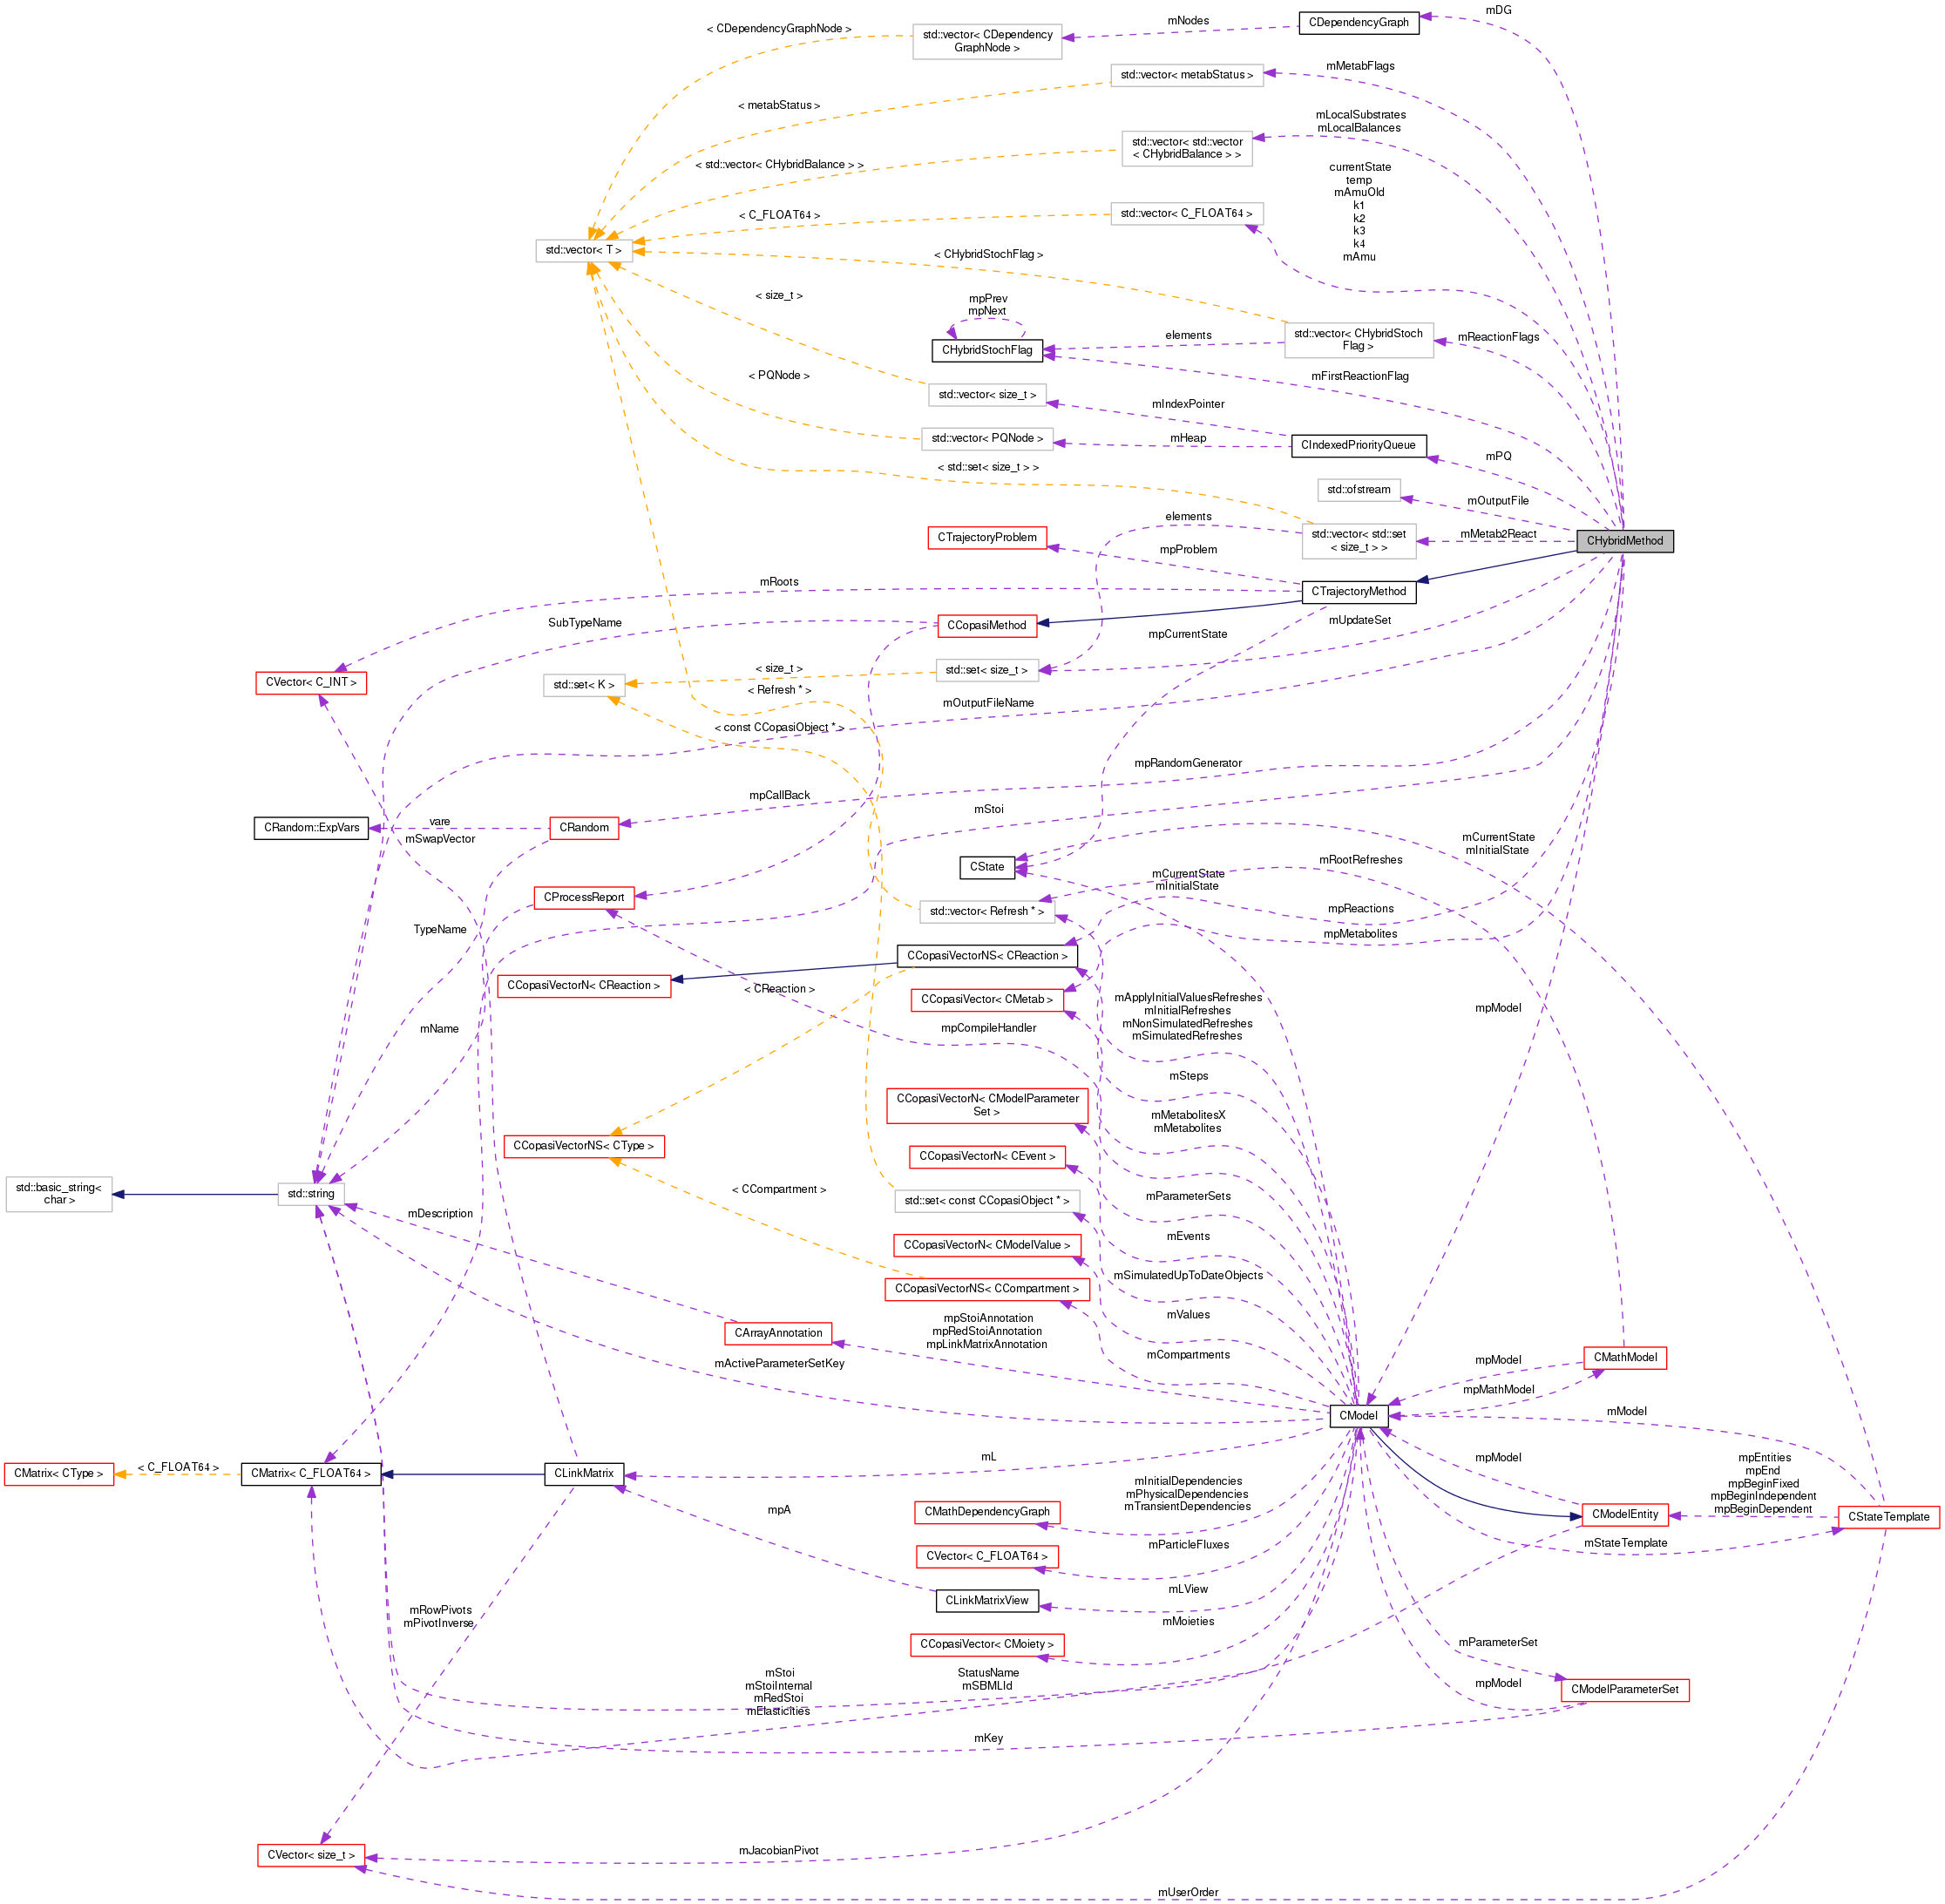 mDG
< CDependencyGraphNode >
std::vector< CDependency
GraphNode >
mNodes
CDependencyGraph
std::vector< metabStatus >
mMetabFlags
< metabStatus >
mLocalSubstrates
mLocalBalances
std::vector< std::vector
< CHybridBalance > >
< std::vector< CHybridBalance > >
currentState
temp
mAmuOld
k1
k2
k3
k4
mAmu
std::vector< C_FLOAT64 >
< C_FLOAT64 >
std::vector< T >
< CHybridStochFlag >
< size_t >
mpPrev
mpNext
CHybridStochFlag
elements
std::vector< CHybridStoch
Flag >
mReactionFlags
mFirstReactionFlag
< PQNode >
std::vector< size_t >
mIndexPointer
std::vector< PQNode >
mHeap
CIndexedPriorityQueue
mPQ
< std::set< size_t > >
std::ofstream
mOutputFile
elements
std::vector< std::set
< size_t > >
mMetab2React
CHybridMethod
CTrajectoryProblem
mpProblem
mRoots
CTrajectoryMethod
SubTypeName
CCopasiMethod
mpCurrentState
mUpdateSet
CVector< C_INT >
std::set< K >
< size_t >
std::set< size_t >
< Refresh * >
mOutputFileName
< const CCopasiObject * >
mpRandomGenerator
mpCallBack
mStoi
CRandom::ExpVars
vare
CRandom
mSwapVector
mCurrentState
mInitialState
CState
mRootRefreshes
mCurrentState
mInitialState
CProcessReport
std::vector< Refresh * >
mpReactions
mpMetabolites
TypeName
CCopasiVectorNS< CReaction >
CCopasiVectorN< CReaction >
< CReaction >
CCopasiVector< CMetab >
mApplyInitialValuesRefreshes
mInitialRefreshes
mNonSimulatedRefreshes
mSimulatedRefreshes
mpModel
mName
mpCompileHandler
mSteps
CCopasiVectorN< CModelParameter
Set >
mMetabolitesX
mMetabolites
CCopasiVectorNS< CType >
CCopasiVectorN< CEvent >
std::basic_string<
char >
std::string
< CCompartment >
std::set< const CCopasiObject * >
mParameterSets
mDescription
CCopasiVectorN< CModelValue >
mEvents
CCopasiVectorNS< CCompartment >
mSimulatedUpToDateObjects
mValues
CArrayAnnotation
mpStoiAnnotation
mpRedStoiAnnotation
mpLinkMatrixAnnotation
mCompartments
mActiveParameterSetKey
mpModel
CMathModel
mpMathModel
CModel
mModel
CMatrix< CType >
< C_FLOAT64 >
CMatrix< C_FLOAT64 >
CLinkMatrix
mL
mpModel
mpEntities
mpEnd
mpBeginFixed
mpBeginIndependent
mpBeginDependent
mpA
CMathDependencyGraph
mInitialDependencies
mPhysicalDependencies
mTransientDependencies
CModelEntity
CStateTemplate
CVector< C_FLOAT64 >
mParticleFluxes
mStateTemplate
CLinkMatrixView
mLView
mRowPivots
mPivotInverse
mMoieties
CCopasiVector< CMoiety >
mParameterSet
mStoi
mStoiInternal
mRedStoi
mElasticities
StatusName
mSBMLId
mpModel
CModelParameterSet
mKey
CVector< size_t >
mJacobianPivot
mUserOrder